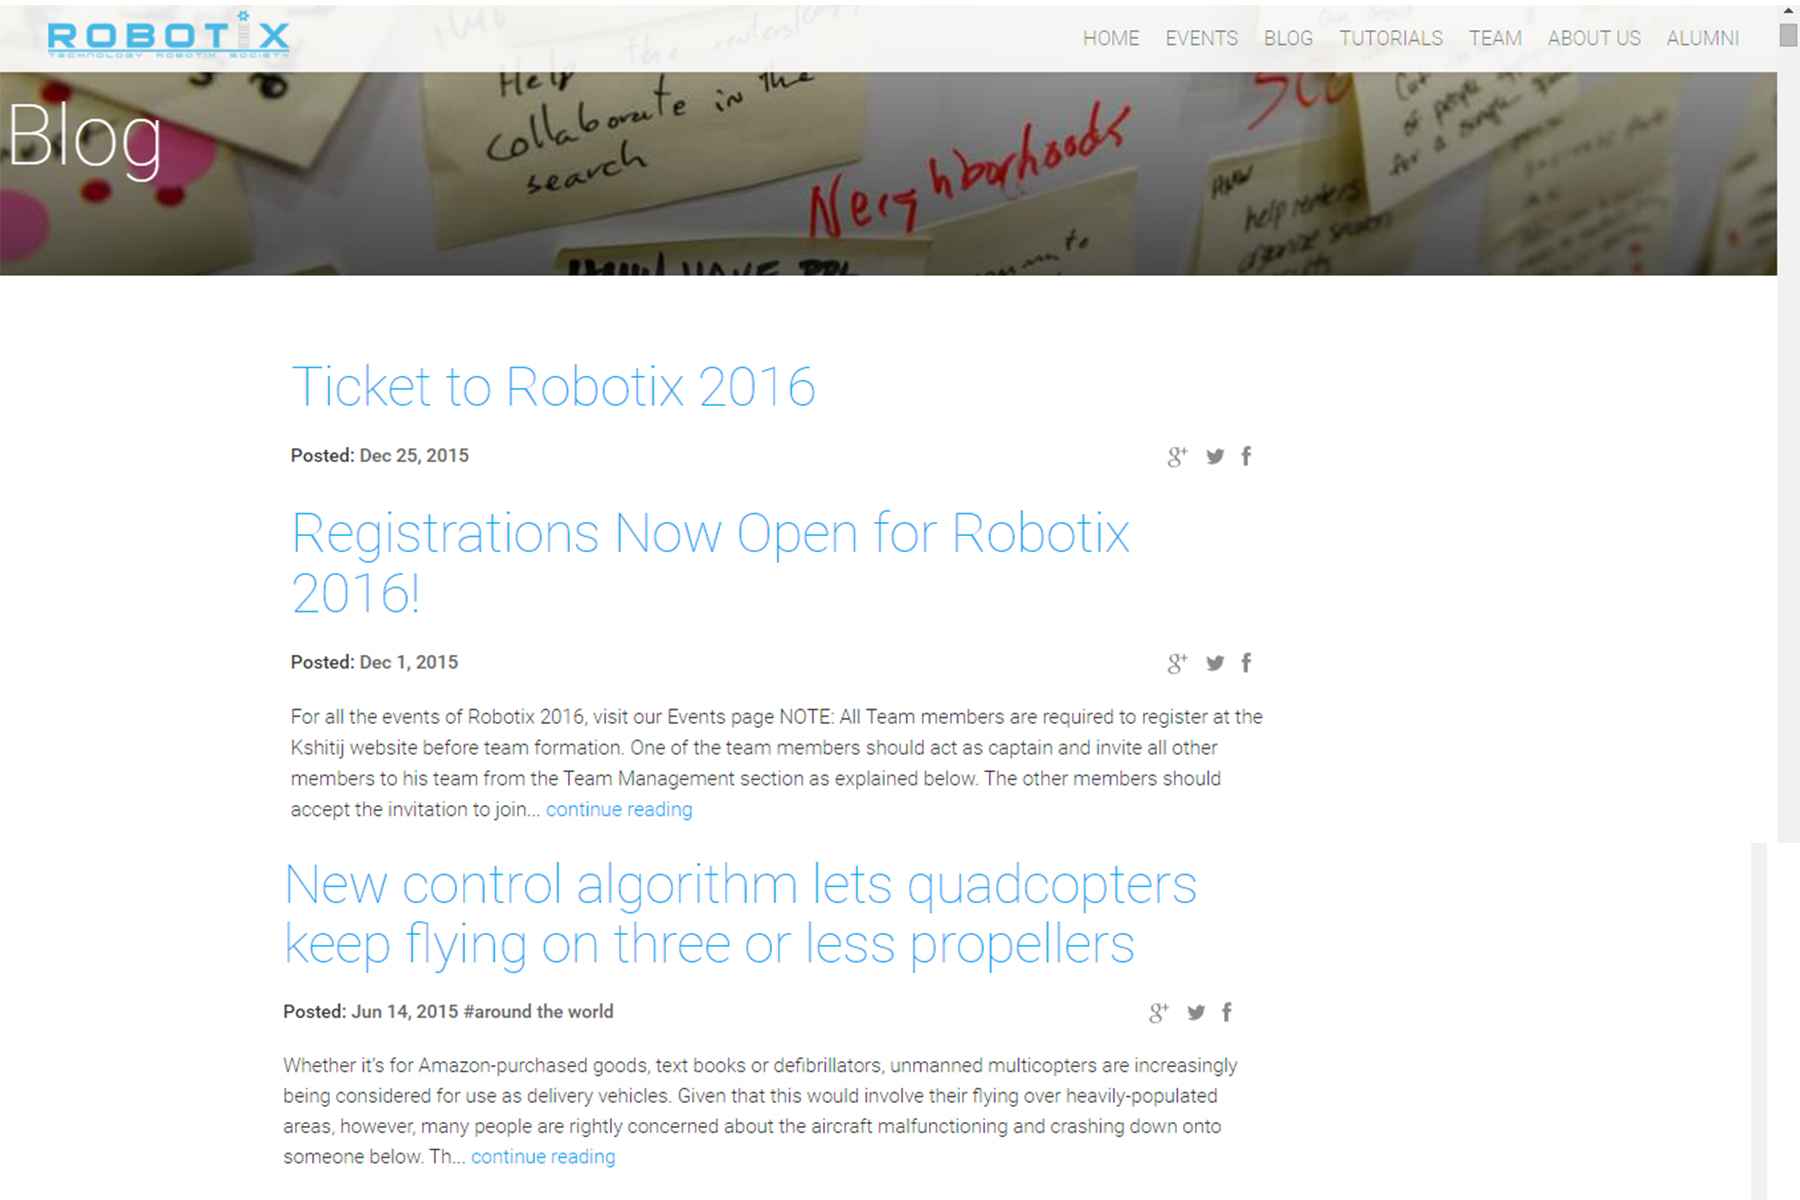 ROBOTIX
TECHNOLOGY ROBOTIX SOCIETY
HOME EVENTS BLOG TUTORIALS TEAM ABOUT US ALUMNI
Blog
Help the
collaborate in the
search
Neighborhoods
of people
for a single
help renters
to
Ticket to Robotix 2016
Posted: Dec 25, 2015
Registrations Now Open for Robotix
2016!
Posted: Dec 1, 2015
For all the events of Robotix 2016, visit our Events page NOTE: All Team members are required to register at the
Kshitij website before team formation. One of the team members should act as captain and invite all other
members to his team from the Team Management section as explained below. The other members should
accept the invitation to join... continue reading
New control algorithm lets quadcopters
keep flying on three or less propellers
Posted: Jun 14, 2015 #around the world
Whether it's for Amazon-purchased goods, text books or defibrillators, unmanned multicopters are increasingly
being considered for use as delivery vehicles. Given that this would involve their flying over heavily-populated
areas, however, many people are rightly concerned about the aircraft malfunctioning and crashing down onto
someone below. Th... continue reading